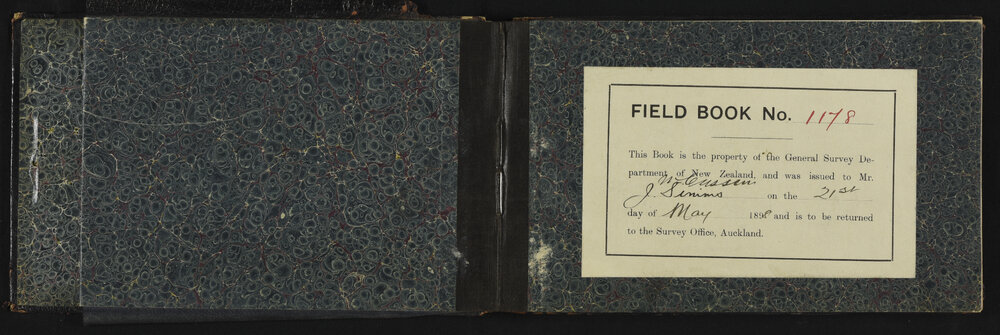 FIELD BOOK No. 1178
This Book is the property of the General Survey De-
partment of New Zealand, and was issued to Mr.
W. Cussen
J. Simms on the 21st
day of May 1898 and is to be returned
to the Survey Office, Auckland.